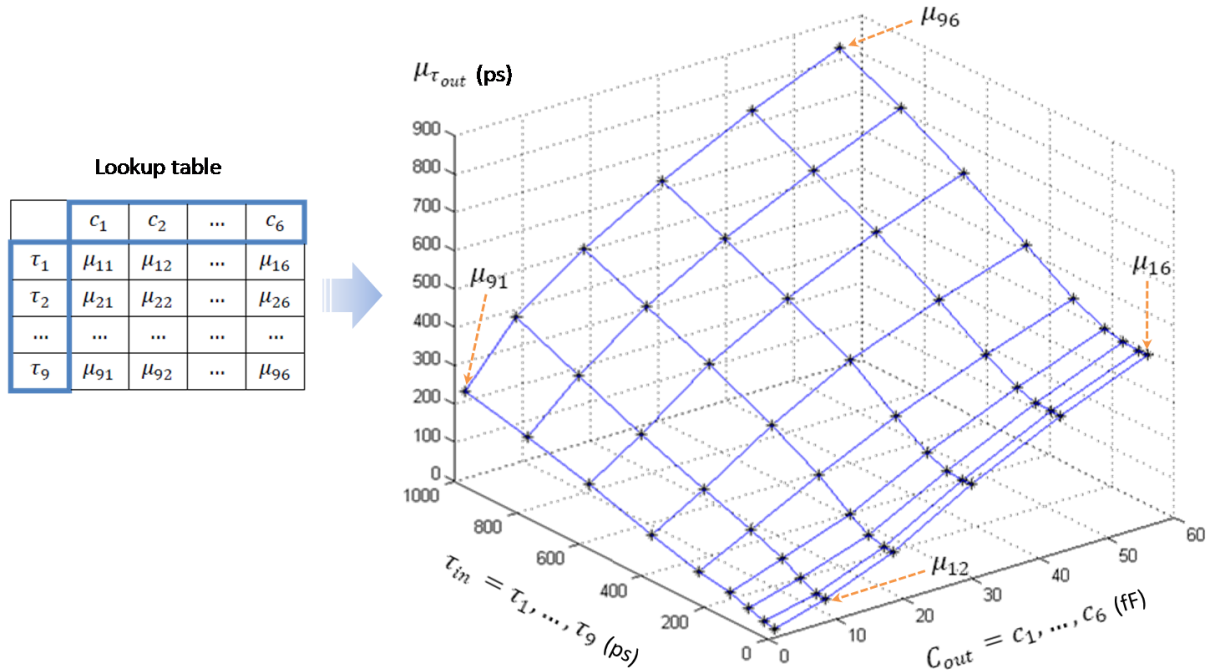 Lookup table
c₁ c₂ ... c₆
τ₁ μ₁₁ μ₁₂ ... μ₁₆
τ₂ μ₂₁ μ₂₂ ... μ₂₆
... ... ... ...
τ₉ μ₉₁ μ₉₂ ... μ₉₆
μ_τ_out (ps)
900
800
700
600
500
400
300
200
100
0
1000
800
600
400
200
0
0
10
20
30
40
50
60
μ₉₆
μ₉₁
μ₁₆
μ₁₂
τ_in = τ₁, ..., τ₉ (ps)
C_out = c₁, ..., c₆ (fF)